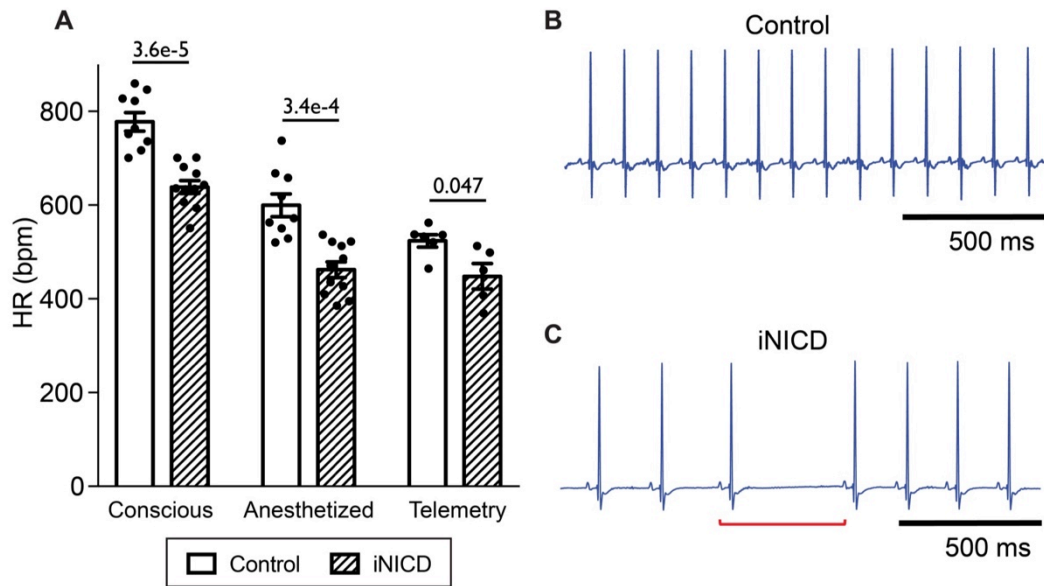 A
3.6e-5
3.4e-4
0.047
HR (bpm)
800
600
400
200
0
Conscious Anesthetized Telemetry
Control iNICD
B
Control
500 ms
C
iNICD
500 ms